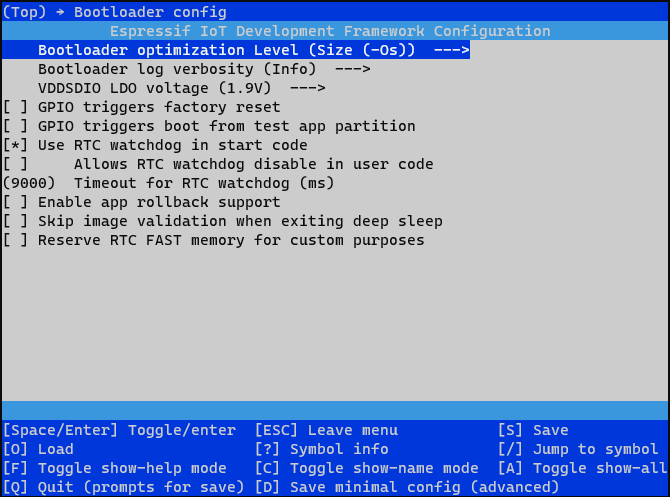 (Top) → Bootloader config
Espressif IoT Development Framework Configuration
Bootloader optimization Level (Size (-Os))  --->
Bootloader log verbosity (Info)  --->
VDDSDIO LDO voltage (1.9V)  --->
[ ] GPIO triggers factory reset
[ ] GPIO triggers boot from test app partition
[*] Use RTC watchdog in start code
[ ]     Allows RTC watchdog disable in user code
(9000)  Timeout for RTC watchdog (ms)
[ ] Enable app rollback support
[ ] Skip image validation when exiting deep sleep
[ ] Reserve RTC FAST memory for custom purposes
[Space/Enter] Toggle/enter  [ESC] Leave menu           [S] Save
[O] Load                    [?] Symbol info            [/] Jump to symbol
[F] Toggle show-help mode   [C] Toggle show-name mode  [A] Toggle show-all
[Q] Quit (prompts for save) [D] Save minimal config (advanced)